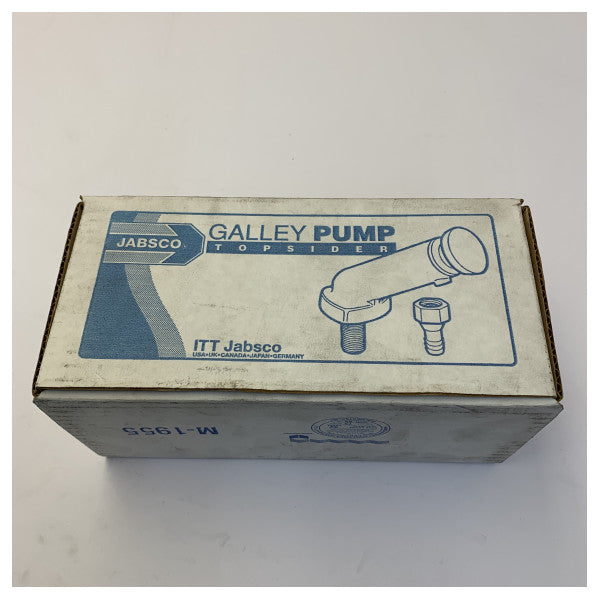 JABSCO
GALLEY PUMP
TOPSIDER
ITT Jabsco
USA•UK•CANADA•JAPAN•GERMANY
M-1955